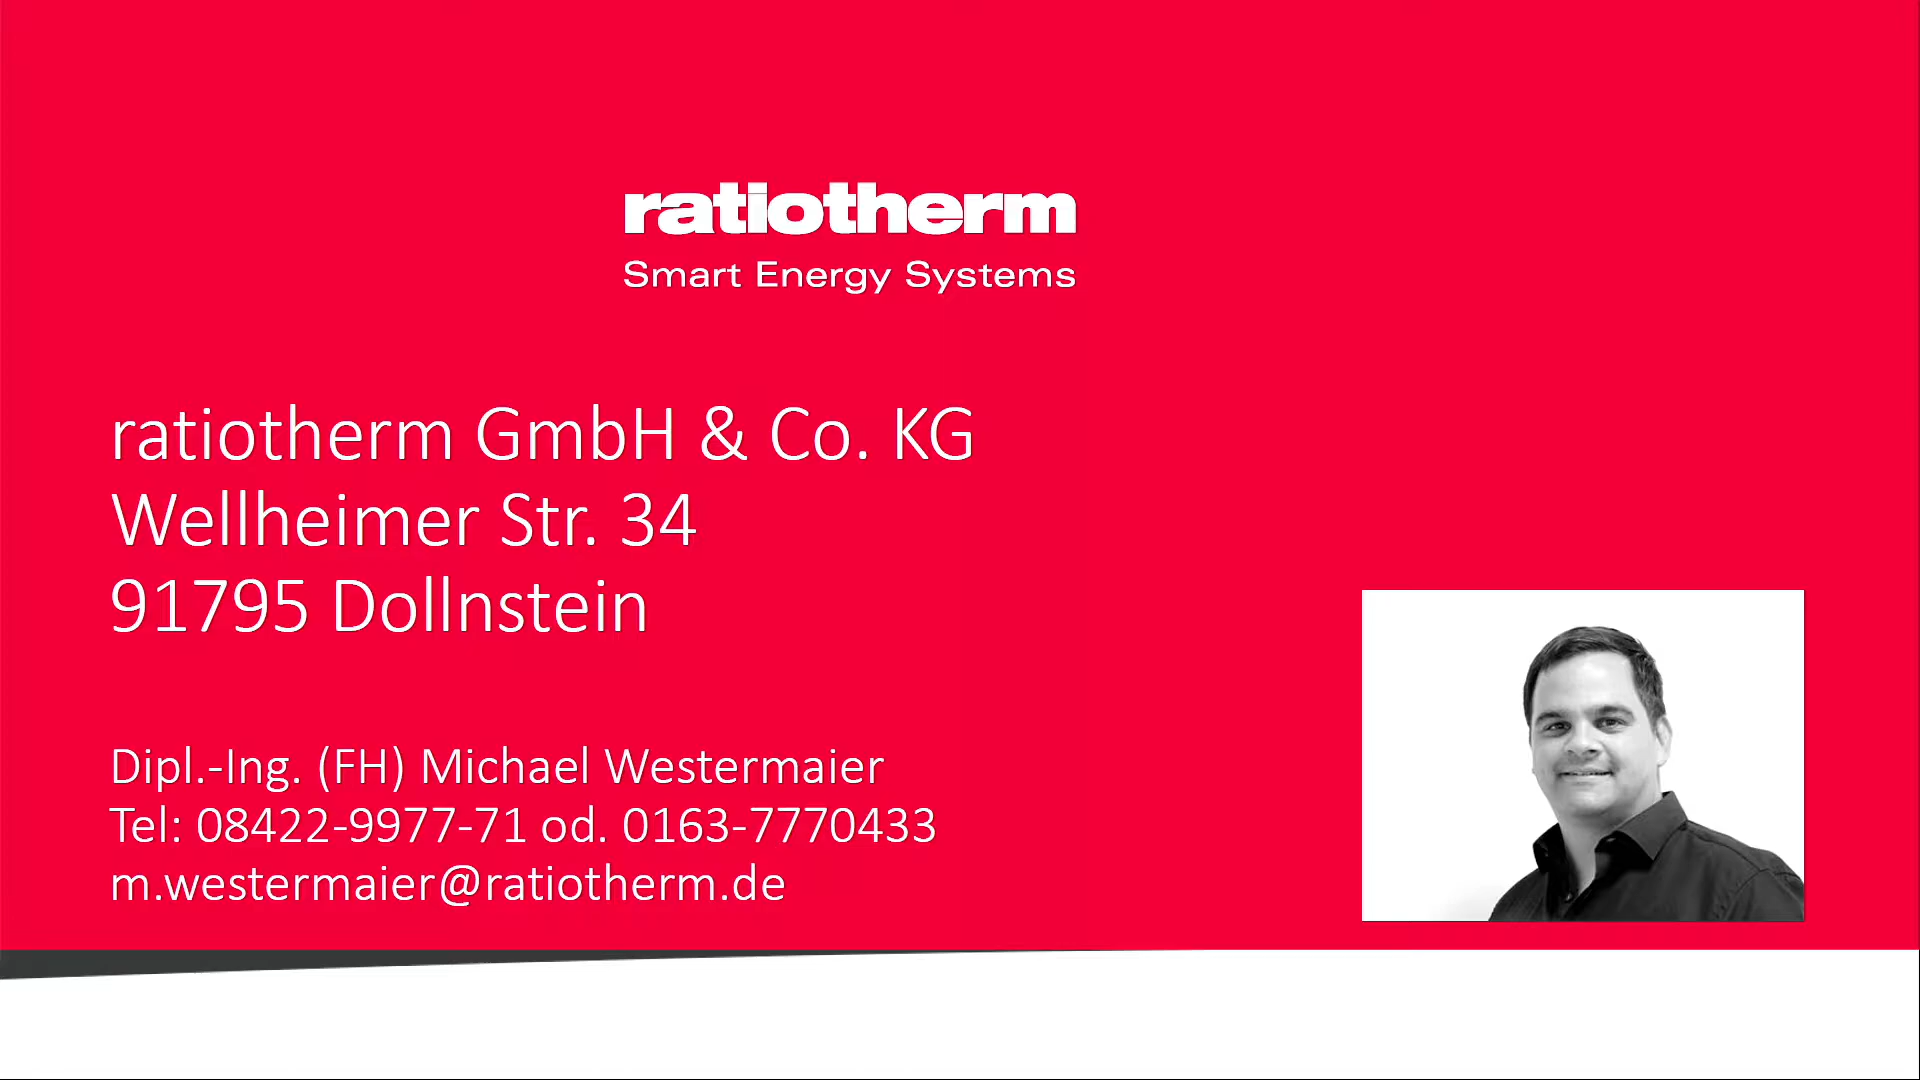 ratiotherm
Smart Energy Systems
ratiotherm GmbH & Co. KG
Wellheimer Str. 34
91795 Dollnstein
Dipl.-Ing. (FH) Michael Westermaier
Tel: 08422-9977-71 od. 0163-7770433
m.westermaier@ratiotherm.de